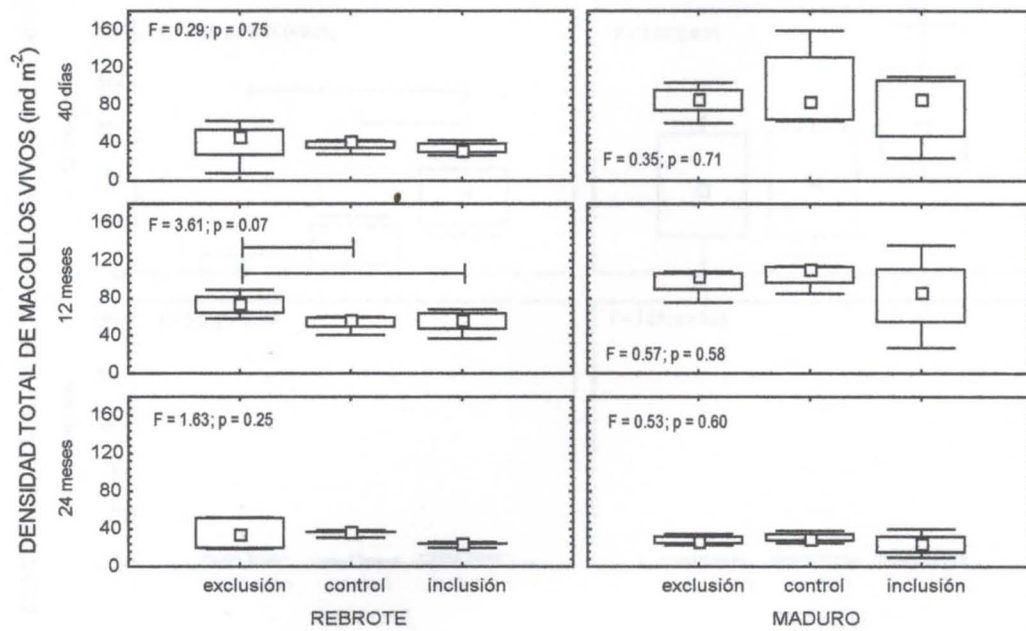 DENSIDAD TOTAL DE MACOLLOS VIVOS (ind m-2)
40 días
160
120
80
40
0
F = 0.29; p = 0.75
F = 0.35; p = 0.71
12 meses
160
120
80
40
0
F = 3.61; p = 0.07
F = 0.57; p = 0.58
24 meses
160
120
80
40
0
F = 1.63; p = 0.25
F = 0.53; p = 0.60
exclusión control inclusión exclusión control inclusión
REBROTE MADURO